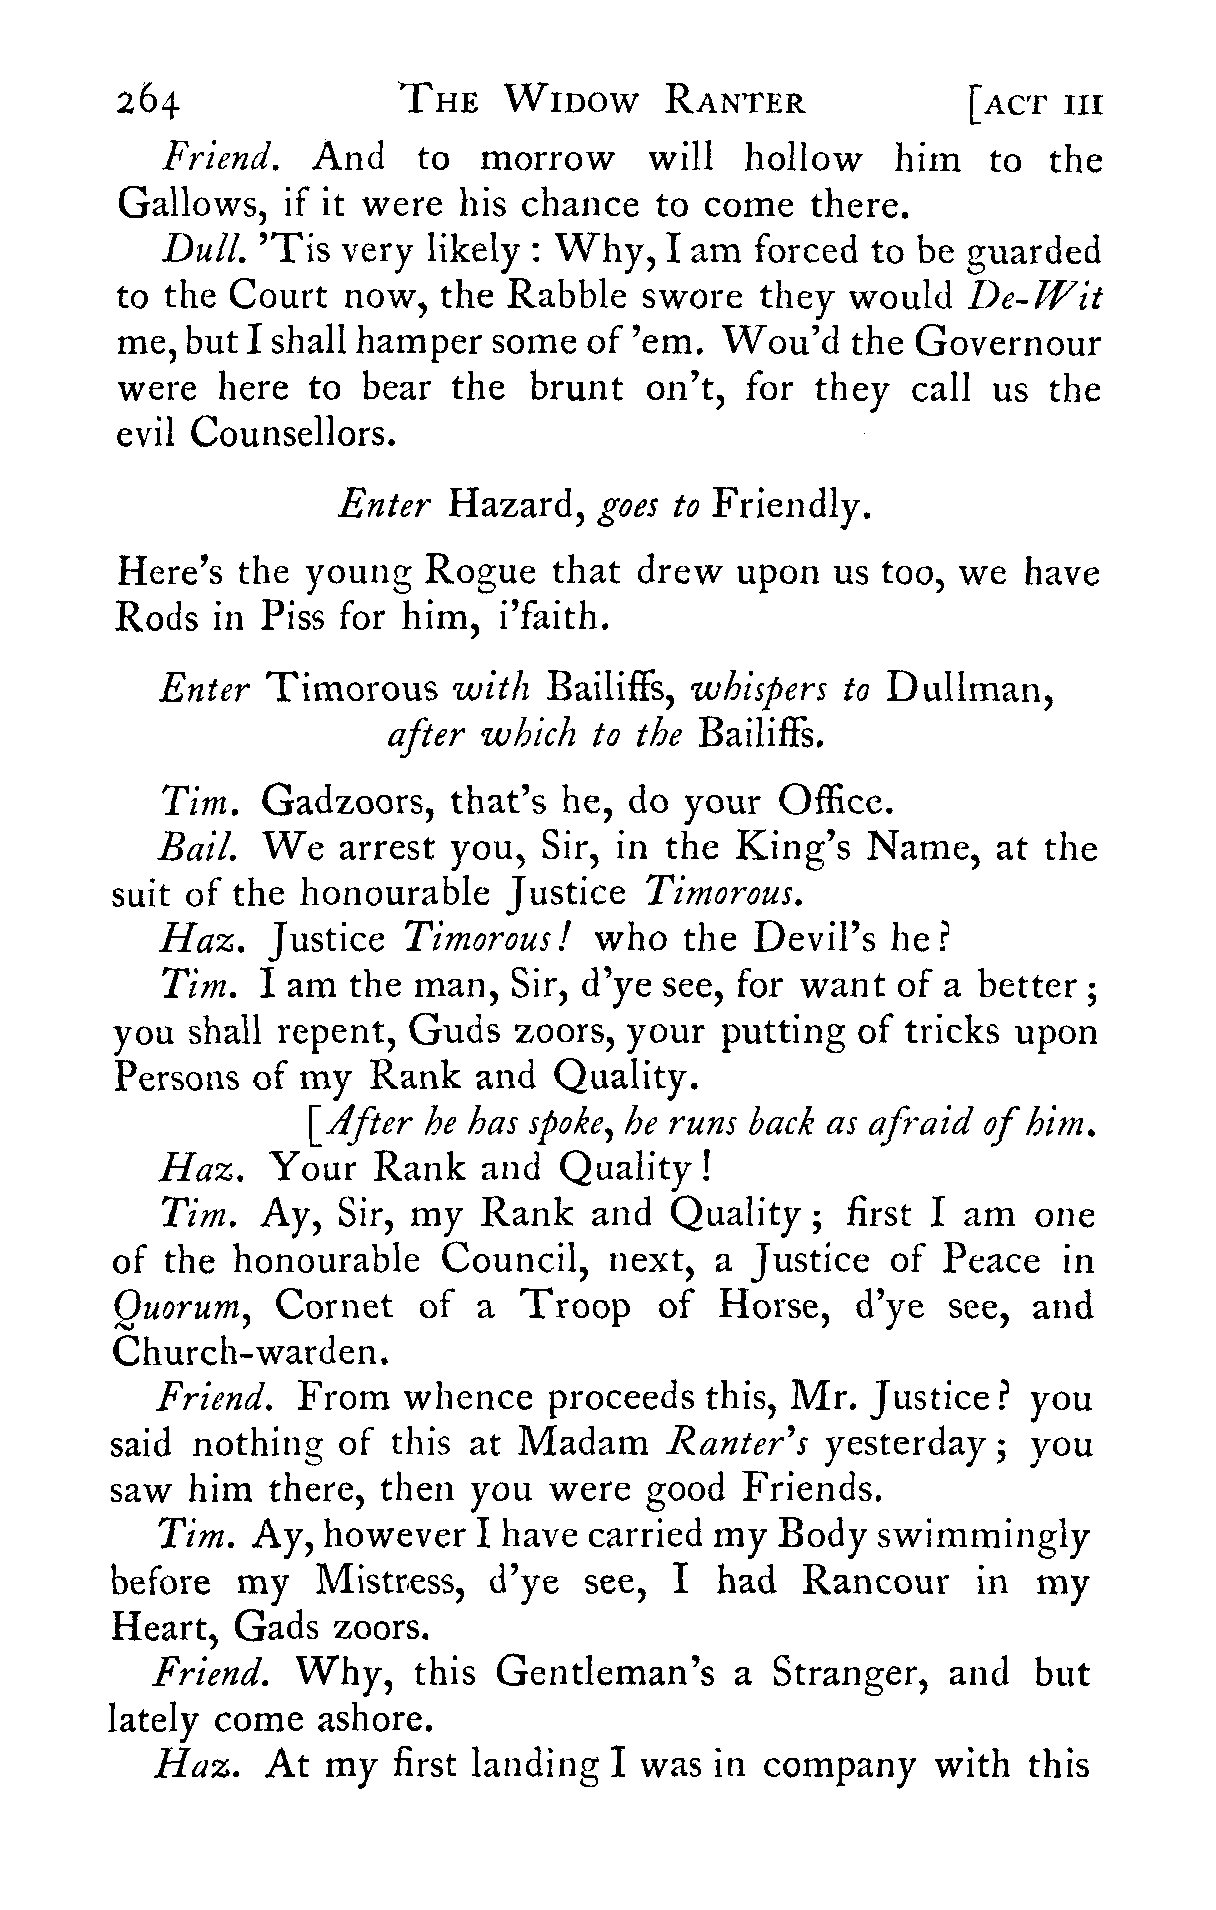 264 THE WIDOW RANTER [ACT III
Friend. And to morrow will hollow him to the
Gallows, if it were his chance to come there.
Dull. 'Tis very likely : Why, I am forced to be guarded
to the Court now, the Rabble swore they would De-Wit
me, but I shall hamper some of 'em. Wou'd the Governour
were here to bear the brunt on't, for they call us the
evil Counsellors.
Enter Hazard, goes to Friendly.
Here's the young Rogue that drew upon us too, we have
Rods in Piss for him, i'faith.
Enter Timorous with Bailiffs, whispers to Dullman,
after which to the Bailiffs.
Tim. Gadzoors, that's he, do your Office.
Bail. We arrest you, Sir, in the King's Name, at the
suit of the honourable Justice Timorous.
Haz. Justice Timorous! who the Devil's he?
Tim. I am the man, Sir, d'ye see, for want of a better ;
you shall repent, Guds zoors, your putting of tricks upon
Persons of my Rank and Quality.
[After he has spoke, he runs back as afraid of him.
Haz. Your Rank and Quality !
Tim. Ay, Sir, my Rank and Quality ; first I am one
of the honourable Council, next, a Justice of Peace in
Quorum, Cornet of a Troop of Horse, d'ye see, and
Church-warden.
Friend. From whence proceeds this, Mr. Justice? you
said nothing of this at Madam Ranter's yesterday ; you
saw him there, then you were good Friends.
Tim. Ay, however I have carried my Body swimmingly
before my Mistress, d'ye see, I had Rancour in my
Heart, Gads zoors.
Friend. Why, this Gentleman's a Stranger, and but
lately come ashore.
Haz. At my first landing I was in company with this